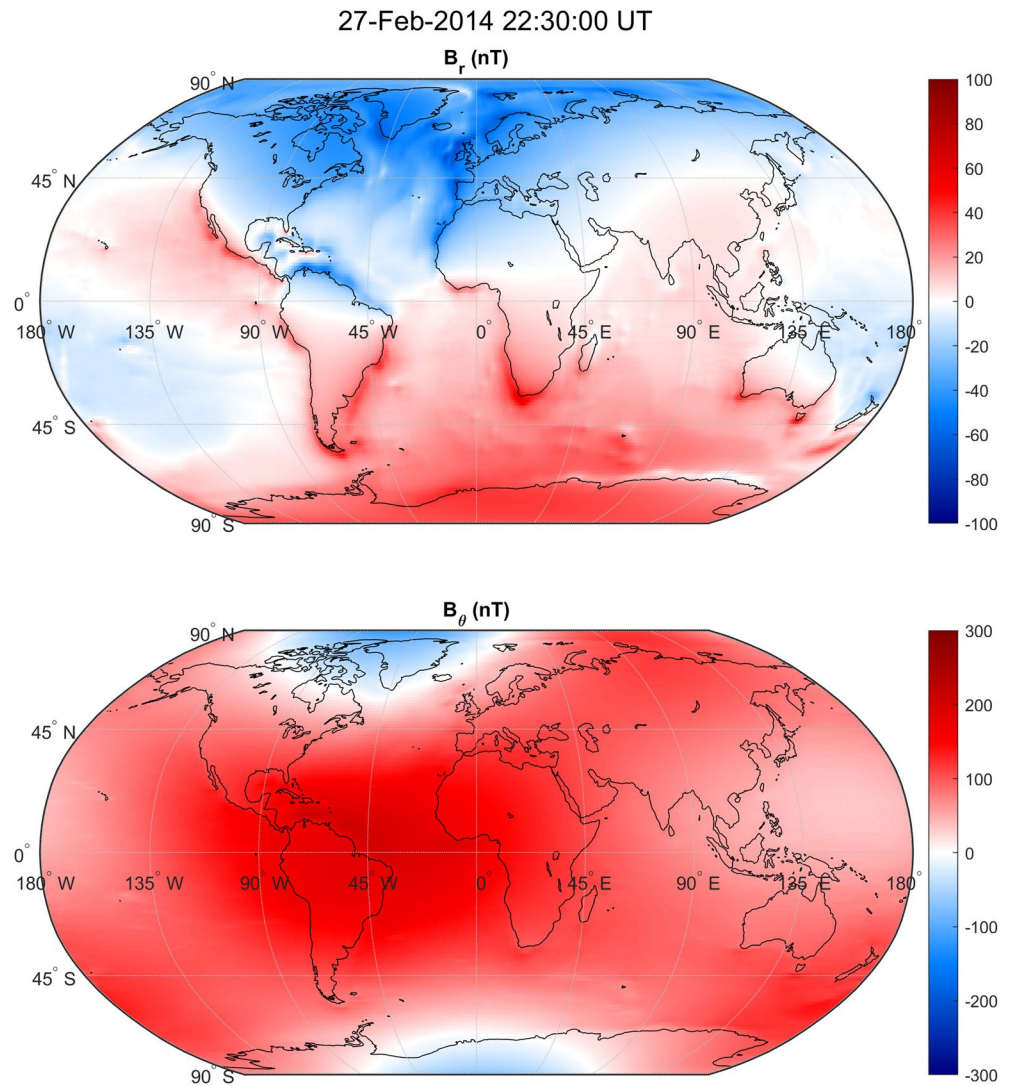 27-Feb-2014 22:30:00 UT
B_r (nT)
90° N
45° N
0°
180° W 135° W 90° W 45° W 0° 45° E 90° E 135° E 180°
45° S
90° S
100
80
60
40
20
0
-20
-40
-60
-80
-100
B_θ (nT)
90° N
45° N
0°
180° W 135° W 90° W 45° W 0° 45° E 90° E 135° E 180°
45° S
90° S
300
200
100
0
-100
-200
-300